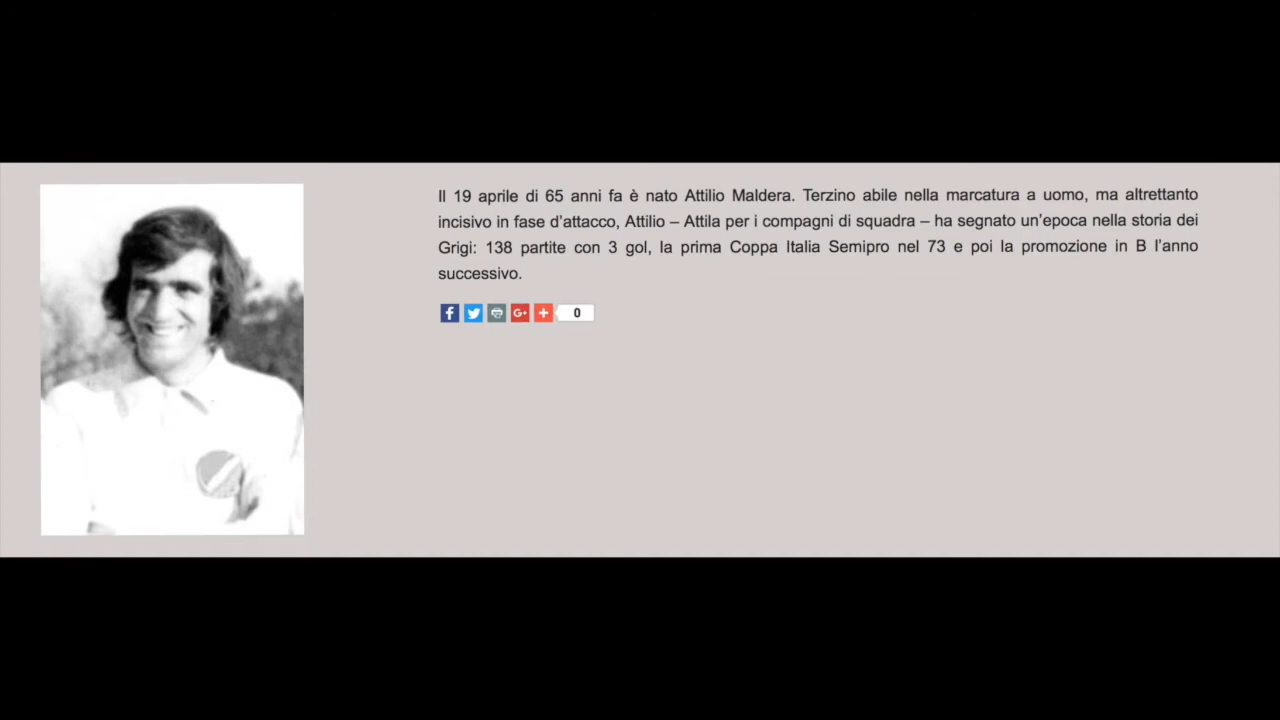 Il 19 aprile di 65 anni fa è nato Attilio Maldera. Terzino abile nella marcatura a uomo, ma altrettanto
incisivo in fase d’attacco, Attilio – Attila per i compagni di squadra – ha segnato un’epoca nella storia dei
Grigi: 138 partite con 3 gol, la prima Coppa Italia Semipro nel 73 e poi la promozione in B l’anno
successivo.
f G+ + 0